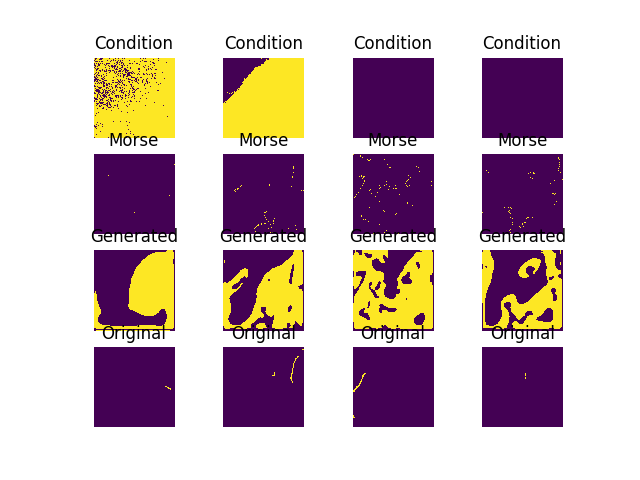 Condition Condition Condition Condition
Morse Morse Morse Morse
Generated Generated Generated Generated
Original Original Original Original